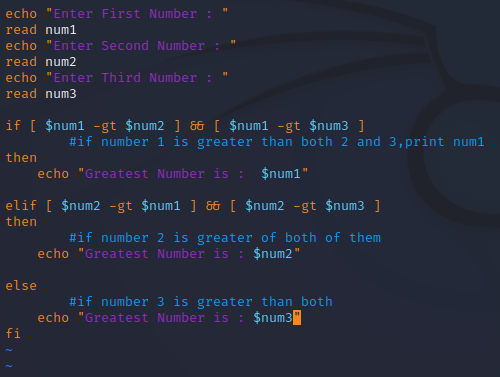 echo "Enter First Number : "
read num1
echo "Enter Second Number : "
read num2
echo "Enter Third Number : "
read num3
if [ $num1 -gt $num2 ] && [ $num1 -gt $num3 ]
#if number 1 is greater than both 2 and 3,print num1
then
echo "Greatest Number is :  $num1"
elif [ $num2 -gt $num1 ] && [ $num2 -gt $num3 ]
then
#if number 2 is greater of both of them
echo "Greatest Number is : $num2"
else
#if number 3 is greater than both
echo "Greatest Number is : $num3"
fi
~
~